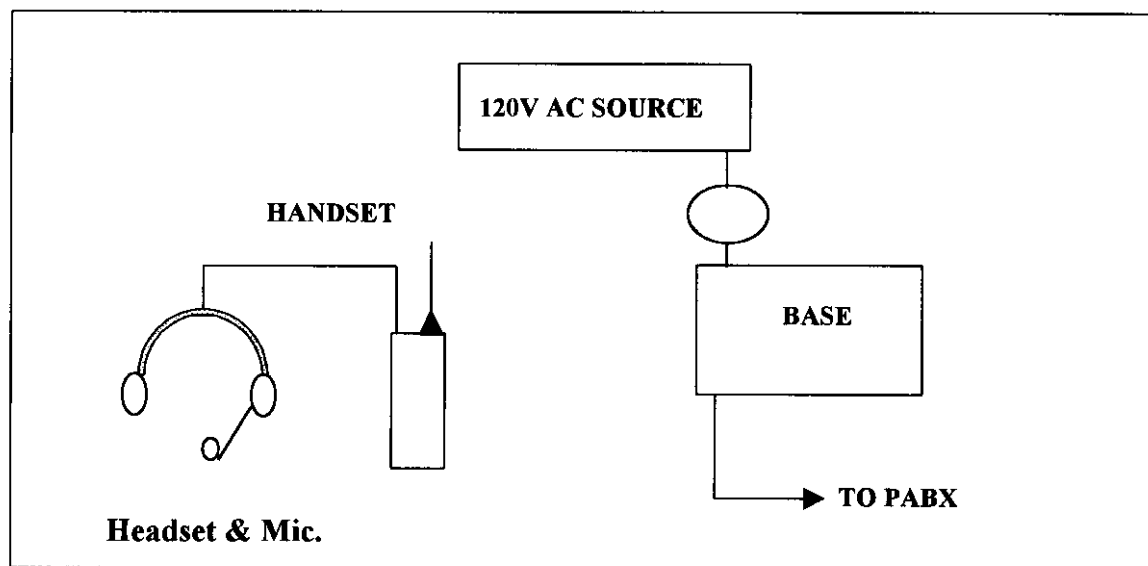 120V AC SOURCE
HANDSET
BASE
TO PABX
Headset & Mic.